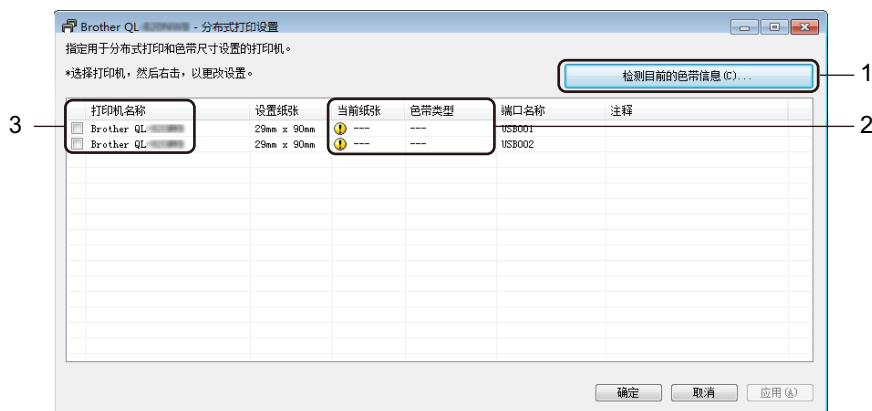 Brother QL - 分布式打印设置
指定用于分布式打印和色带尺寸设置的打印机。
*选择打印机，然后右击，以更改设置。
检测目前的色带信息(C)...
1
打印机名称 设置纸张 当前纸张 色带类型 端口名称 注释
3
Brother QL 29mm x 90mm --- --- USB001
2
Brother QL 29mm x 90mm --- --- USB002
确定 取消 应用(A)